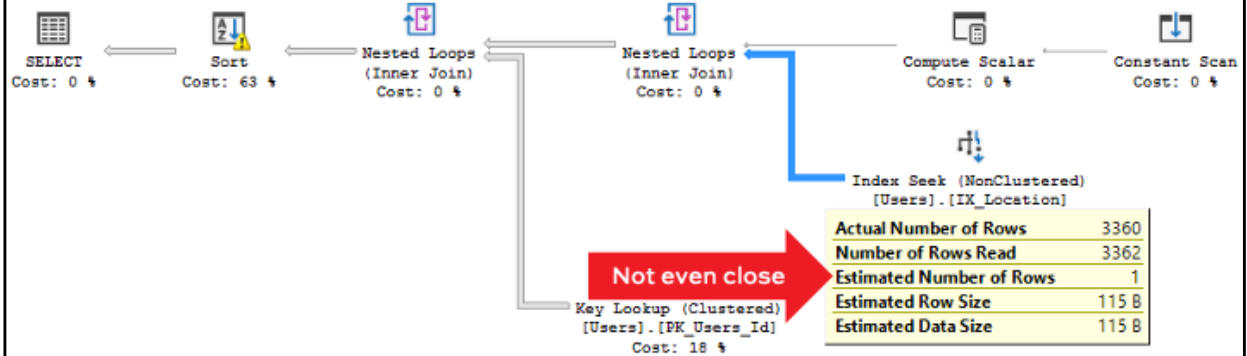 SELECT
Cost: 0 %
Sort
Cost: 63 %
Nested Loops
(Inner Join)
Cost: 0 %
Nested Loops
(Inner Join)
Cost: 0 %
Compute Scalar
Cost: 0 %
Constant Scan
Cost: 0 %
Index Seek (NonClustered)
[Users].[IX_Location]
Actual Number of Rows 3360
Number of Rows Read 3362
Estimated Number of Rows 1
Estimated Row Size 115 B
Estimated Data Size 115 B
Not even close
Key Lookup (Clustered)
[Users].[PK_Users_Id]
Cost: 18 %